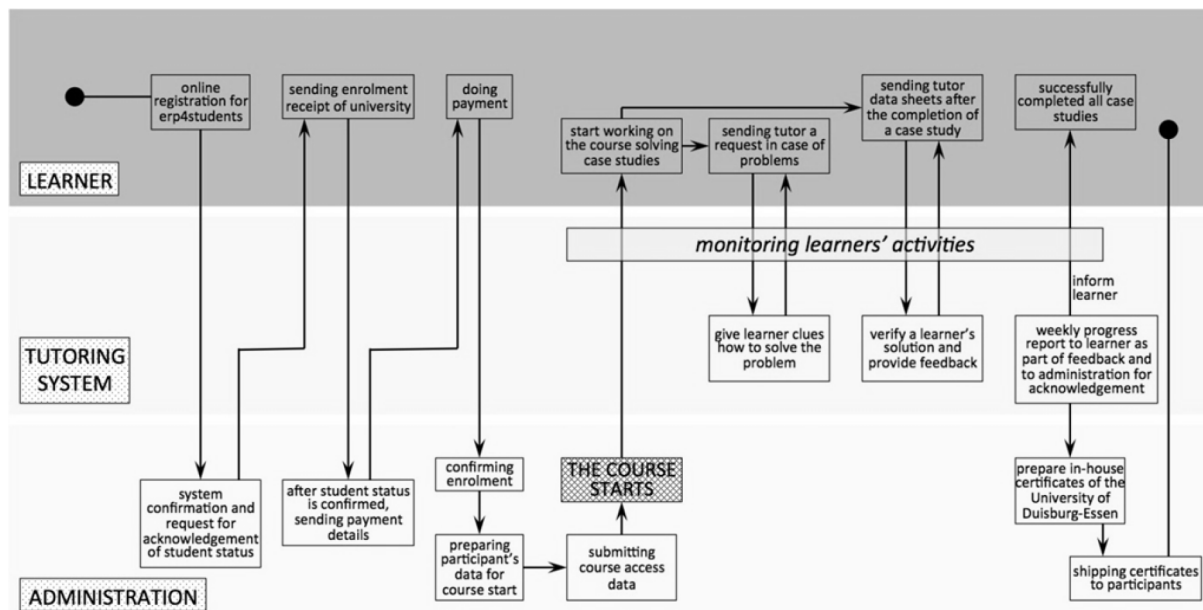 online
registration for
erp4students
sending enrolment
receipt of university
doing
payment
start working on
the course solving
case studies
sending tutor a
request in case of
problems
sending tutor
data sheets after
the completion of
a case study
successfully
completed all case
studies
LEARNER
monitoring learners' activities
inform
learner
TUTORING
SYSTEM
give learner clues
how to solve the
problem
verify a learner's
solution and
provide feedback
weekly progress
report to learner as
part of feedback and
to administration for
acknowledgement
system
confirmation and
request for
acknowledgement
of student status
after student status
is confirmed,
sending payment
details
confirming
enrolment
preparing
participant's
data for
course start
submitting
course access
data
THE COURSE
STARTS
prepare in-house
certificates of the
University of
Duisburg-Essen
shipping certificates
to participants
ADMINISTRATION